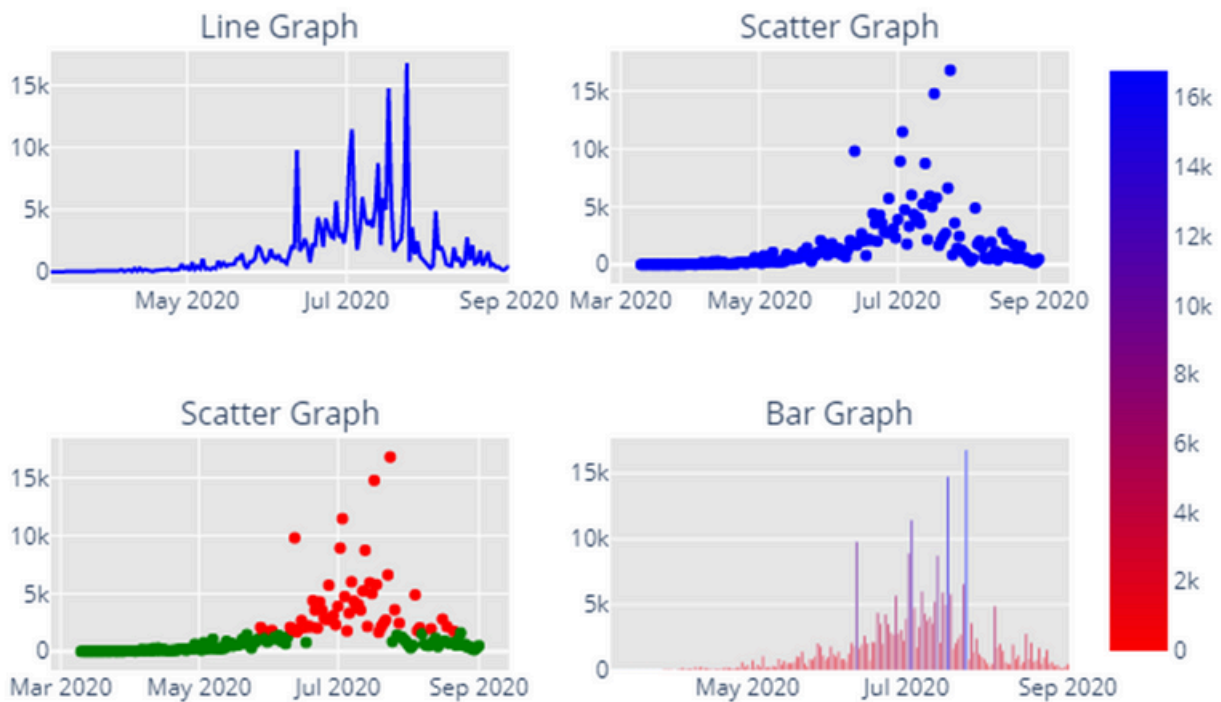 Line Graph
Scatter Graph
15k
10k
5k
0
May 2020
Jul 2020
Sep 2020
15k
10k
5k
0
Mar 2020
May 2020
Jul 2020
Sep 2020
16k
14k
12k
10k
8k
6k
4k
2k
0
Scatter Graph
Bar Graph
15k
10k
5k
0
Mar 2020
May 2020
Jul 2020
Sep 2020
15k
10k
5k
0
May 2020
Jul 2020
Sep 2020